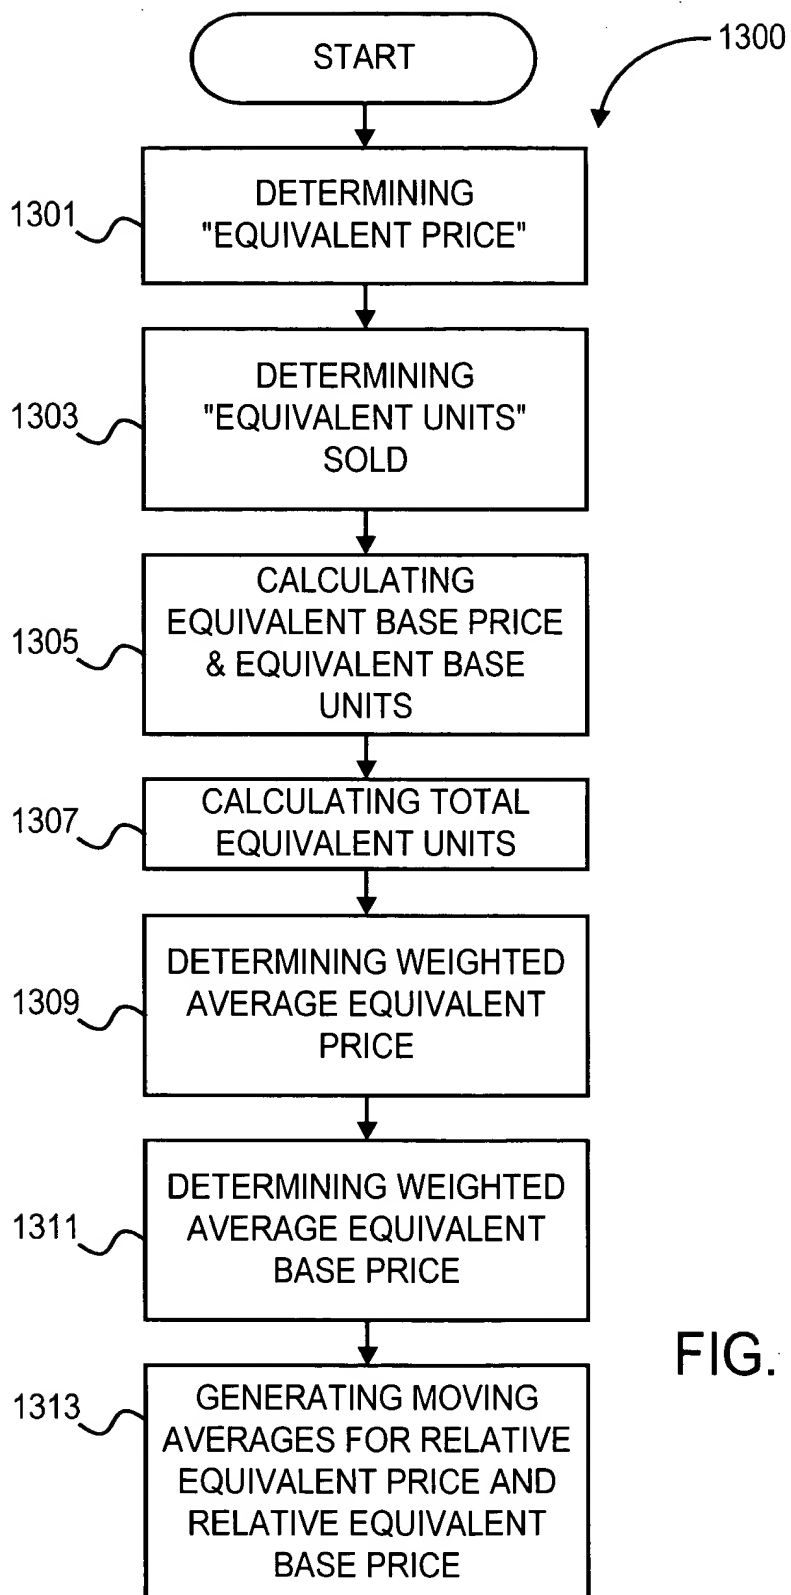 START
1300
1301
DETERMINING
"EQUIVALENT PRICE"
1303
DETERMINING
"EQUIVALENT UNITS"
SOLD
1305
CALCULATING
EQUIVALENT BASE PRICE
& EQUIVALENT BASE
UNITS
1307
CALCULATING TOTAL
EQUIVALENT UNITS
1309
DETERMINING WEIGHTED
AVERAGE EQUIVALENT
PRICE
1311
DETERMINING WEIGHTED
AVERAGE EQUIVALENT
BASE PRICE
FIG.
1313
GENERATING MOVING
AVERAGES FOR RELATIVE
EQUIVALENT PRICE AND
RELATIVE EQUIVALENT
BASE PRICE